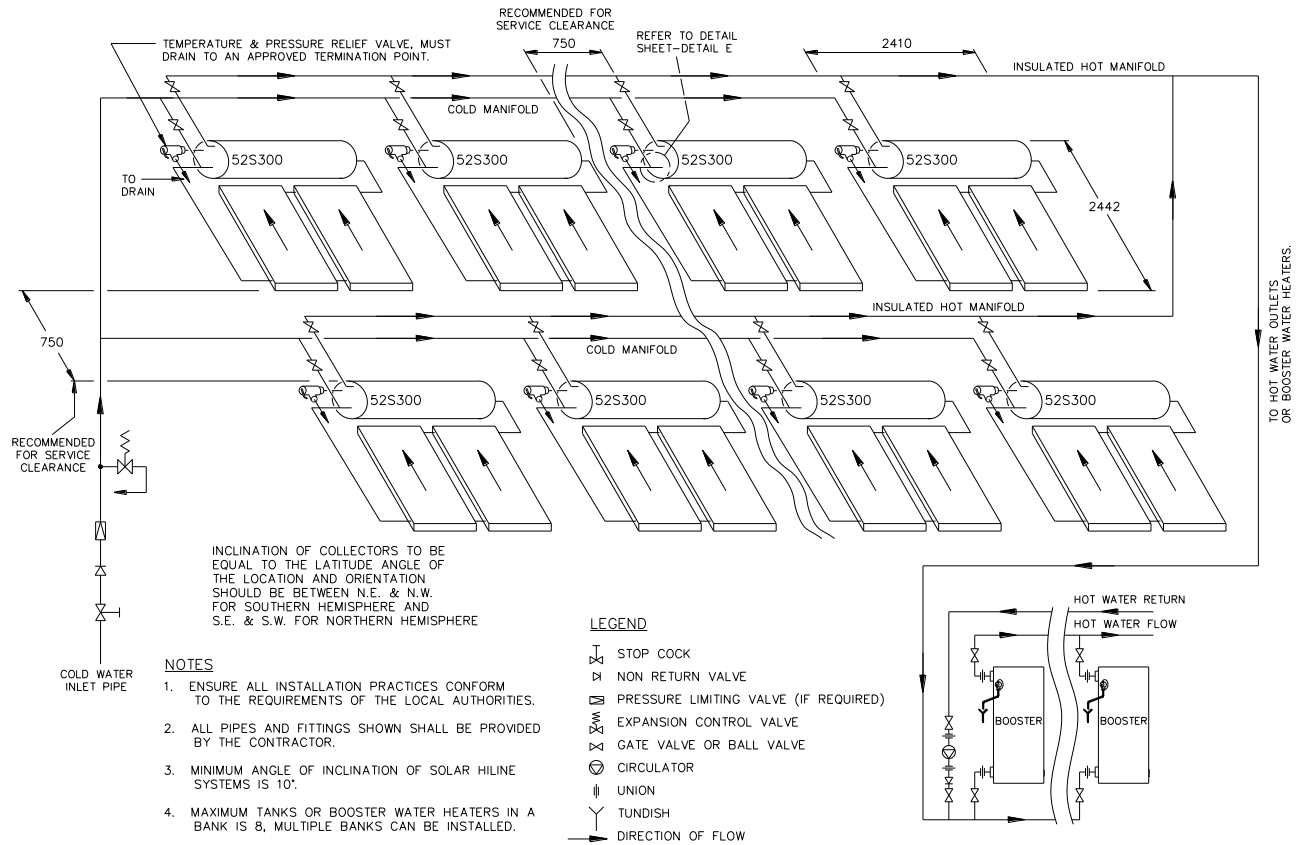 RECOMMENDED FOR
SERVICE CLEARANCE
750
REFER TO DETAIL
SHEET-DETAIL E
2410
TEMPERATURE & PRESSURE RELIEF VALVE, MUST
DRAIN TO AN APPROVED TERMINATION POINT.
INSULATED HOT MANIFOLD
COLD MANIFOLD
52S300
52S300
52S300
52S300
TO
DRAIN
2442
TO HOT WATER OUTLETS
OR BOOSTER WATER HEATERS.
INSULATED HOT MANIFOLD
750
COLD MANIFOLD
52S300
52S300
52S300
52S300
RECOMMENDED
FOR SERVICE
CLEARANCE
INCLINATION OF COLLECTORS TO BE
EQUAL TO THE LATITUDE ANGLE OF
THE LOCATION AND ORIENTATION
SHOULD BE BETWEEN N.E. & N.W.
FOR SOUTHERN HEMISPHERE AND
S.E. & S.W. FOR NORTHERN HEMISPHERE
COLD WATER
INLET PIPE
NOTES
1. ENSURE ALL INSTALLATION PRACTICES CONFORM
TO THE REQUIREMENTS OF THE LOCAL AUTHORITIES.
2. ALL PIPES AND FITTINGS SHOWN SHALL BE PROVIDED
BY THE CONTRACTOR.
3. MINIMUM ANGLE OF INCLINATION OF SOLAR HILINE
SYSTEMS IS 10°.
4. MAXIMUM TANKS OR BOOSTER WATER HEATERS IN A
BANK IS 8, MULTIPLE BANKS CAN BE INSTALLED.
LEGEND
STOP COCK
NON RETURN VALVE
PRESSURE LIMITING VALVE (IF REQUIRED)
EXPANSION CONTROL VALVE
GATE VALVE OR BALL VALVE
CIRCULATOR
UNION
TUNDISH
DIRECTION OF FLOW
HOT WATER RETURN
HOT WATER FLOW
BOOSTER
BOOSTER